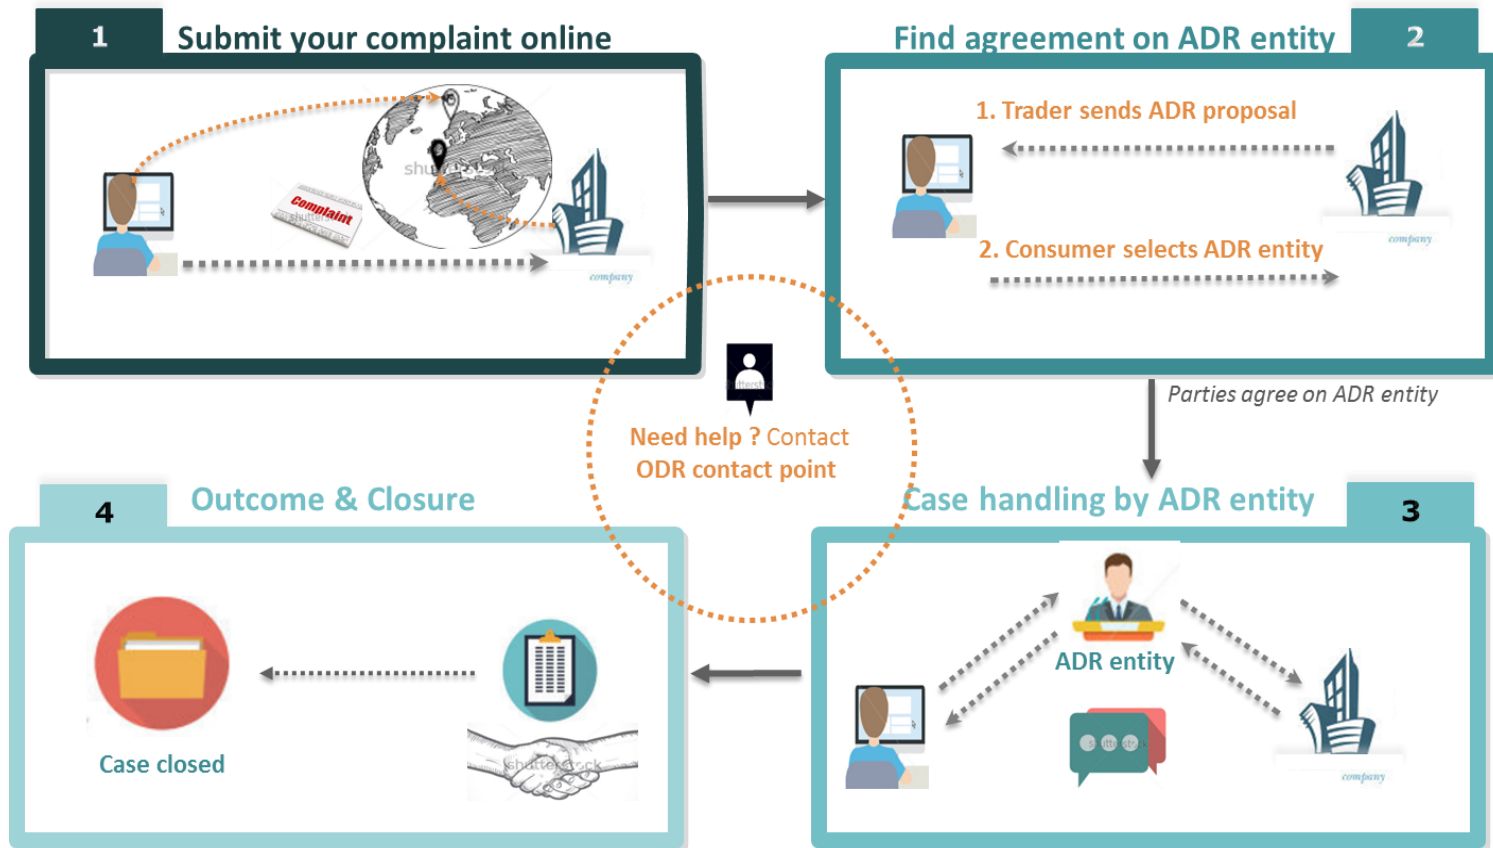 1
Submit your complaint online
Complaint
shutterstock
company
Find agreement on ADR entity
2
1. Trader sends ADR proposal
2. Consumer selects ADR entity
company
Parties agree on ADR entity
Need help ? Contact
ODR contact point
Case handling by ADR entity
3
ADR entity
company
4
Outcome & Closure
Case closed
shutterstock